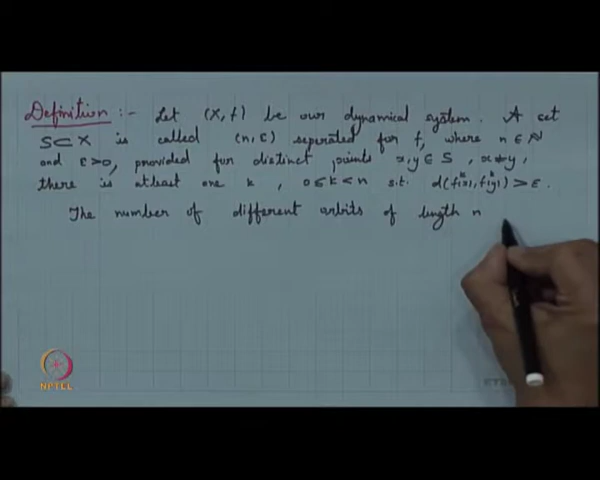 Definition :- Let (X, f) be our dynamical system. A set
S⊂X is called (n, ε) seperated for f, where n ∈ ℕ
and ε>0, provided for distinct points x, y ∈ S, x≠y,
there is atleast one k, 0≤k<n s.t. d(fᵏ(x), fᵏ(y)) > ε.
The number of different orbits of length n
NPTEL